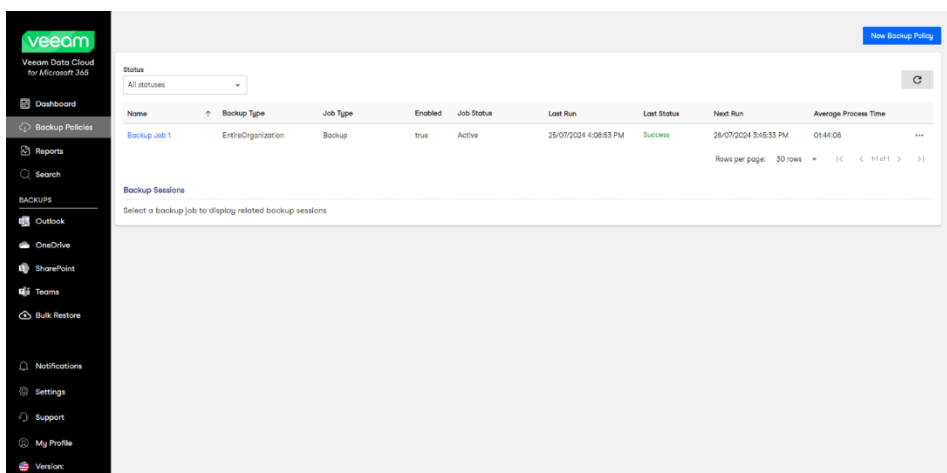 veeam
Veeam Data Cloud
for Microsoft 365
Dashboard
Backup Policies
Reports
Search
BACKUPS
Outlook
OneDrive
SharePoint
Teams
Bulk Restore
Notifications
Settings
Support
My Profile
Version:
New Backup Policy
Status
All statuses
Name Backup Type Job Type Enabled Job Status Last Run Last Status Next Run Average Process Time
Backup Job 1 EntireOrganization Backup true Active 25/07/2024 4:08:53 PM Success 26/07/2024 3:45:33 PM 01:44:06
Rows per page: 30 rows 1-1 of 1
Backup Sessions
Select a backup job to display related backup sessions